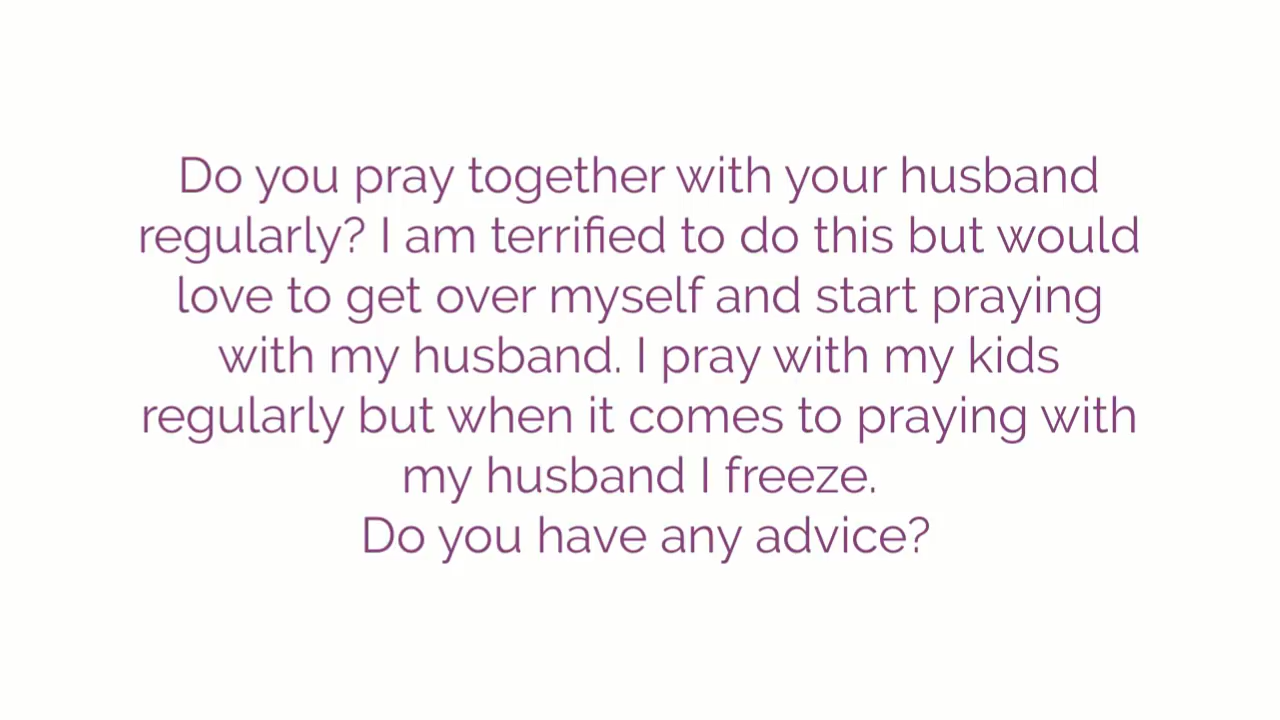 Do you pray together with your husband
regularly? I am terrified to do this but would
love to get over myself and start praying
with my husband. I pray with my kids
regularly but when it comes to praying with
my husband I freeze.
Do you have any advice?